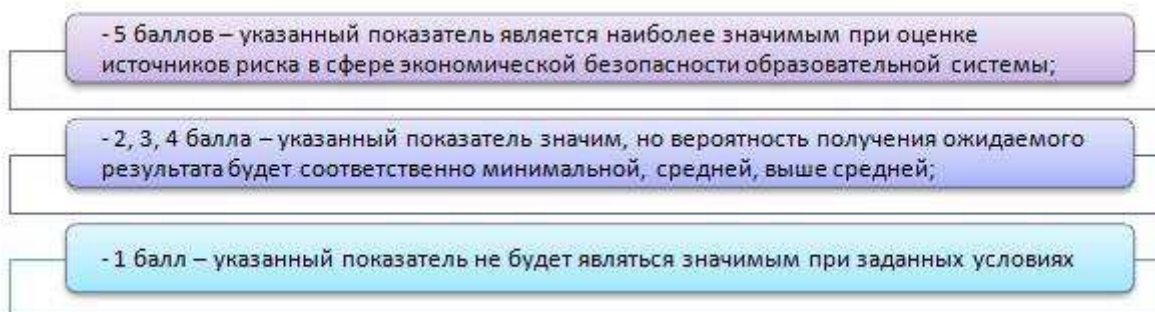 - 5 баллов – указанный показатель является наиболее значимым при оценке
источников риска в сфере экономической безопасности образовательной системы;
- 2, 3, 4 балла – указанный показатель значим, но вероятность получения ожидаемого
результата будет соответственно минимальной, средней, выше средней;
- 1 балл – указанный показатель не будет являться значимым при заданных условиях